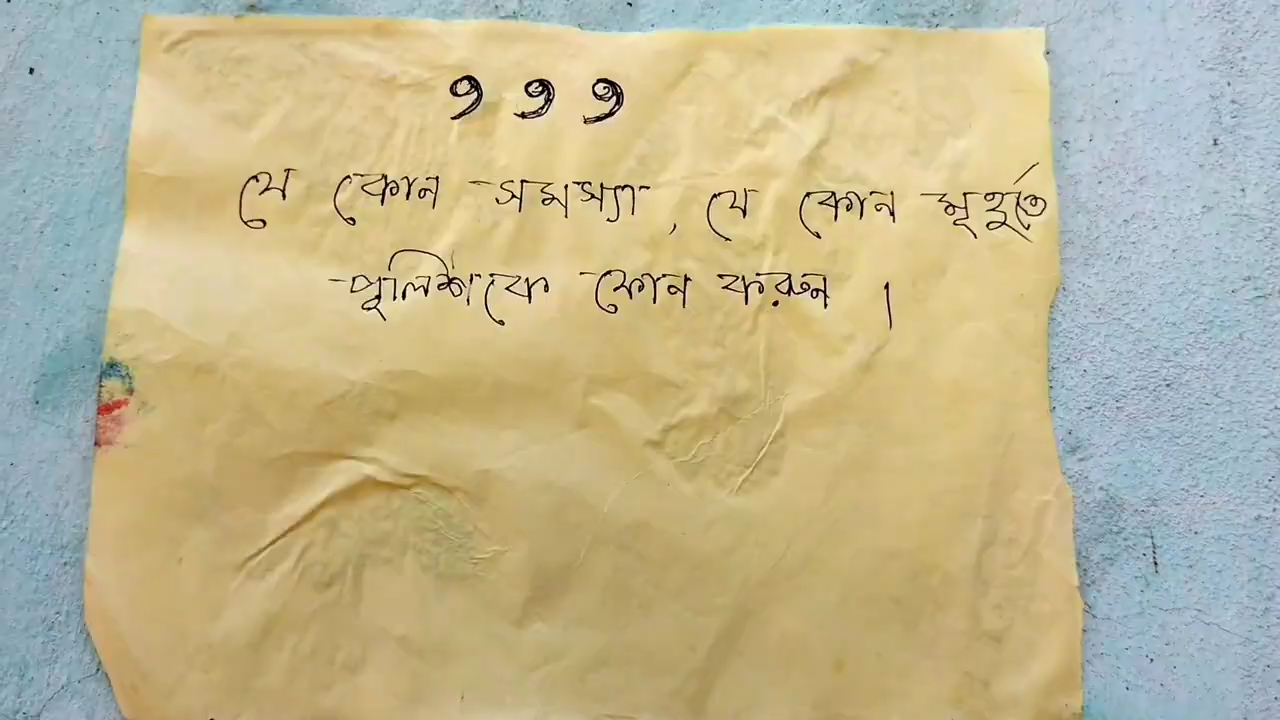 ৯৯৯
যে কোন সমস্যা, যে কোন মূহুর্তে
পুলিশকে ফোন করুন।